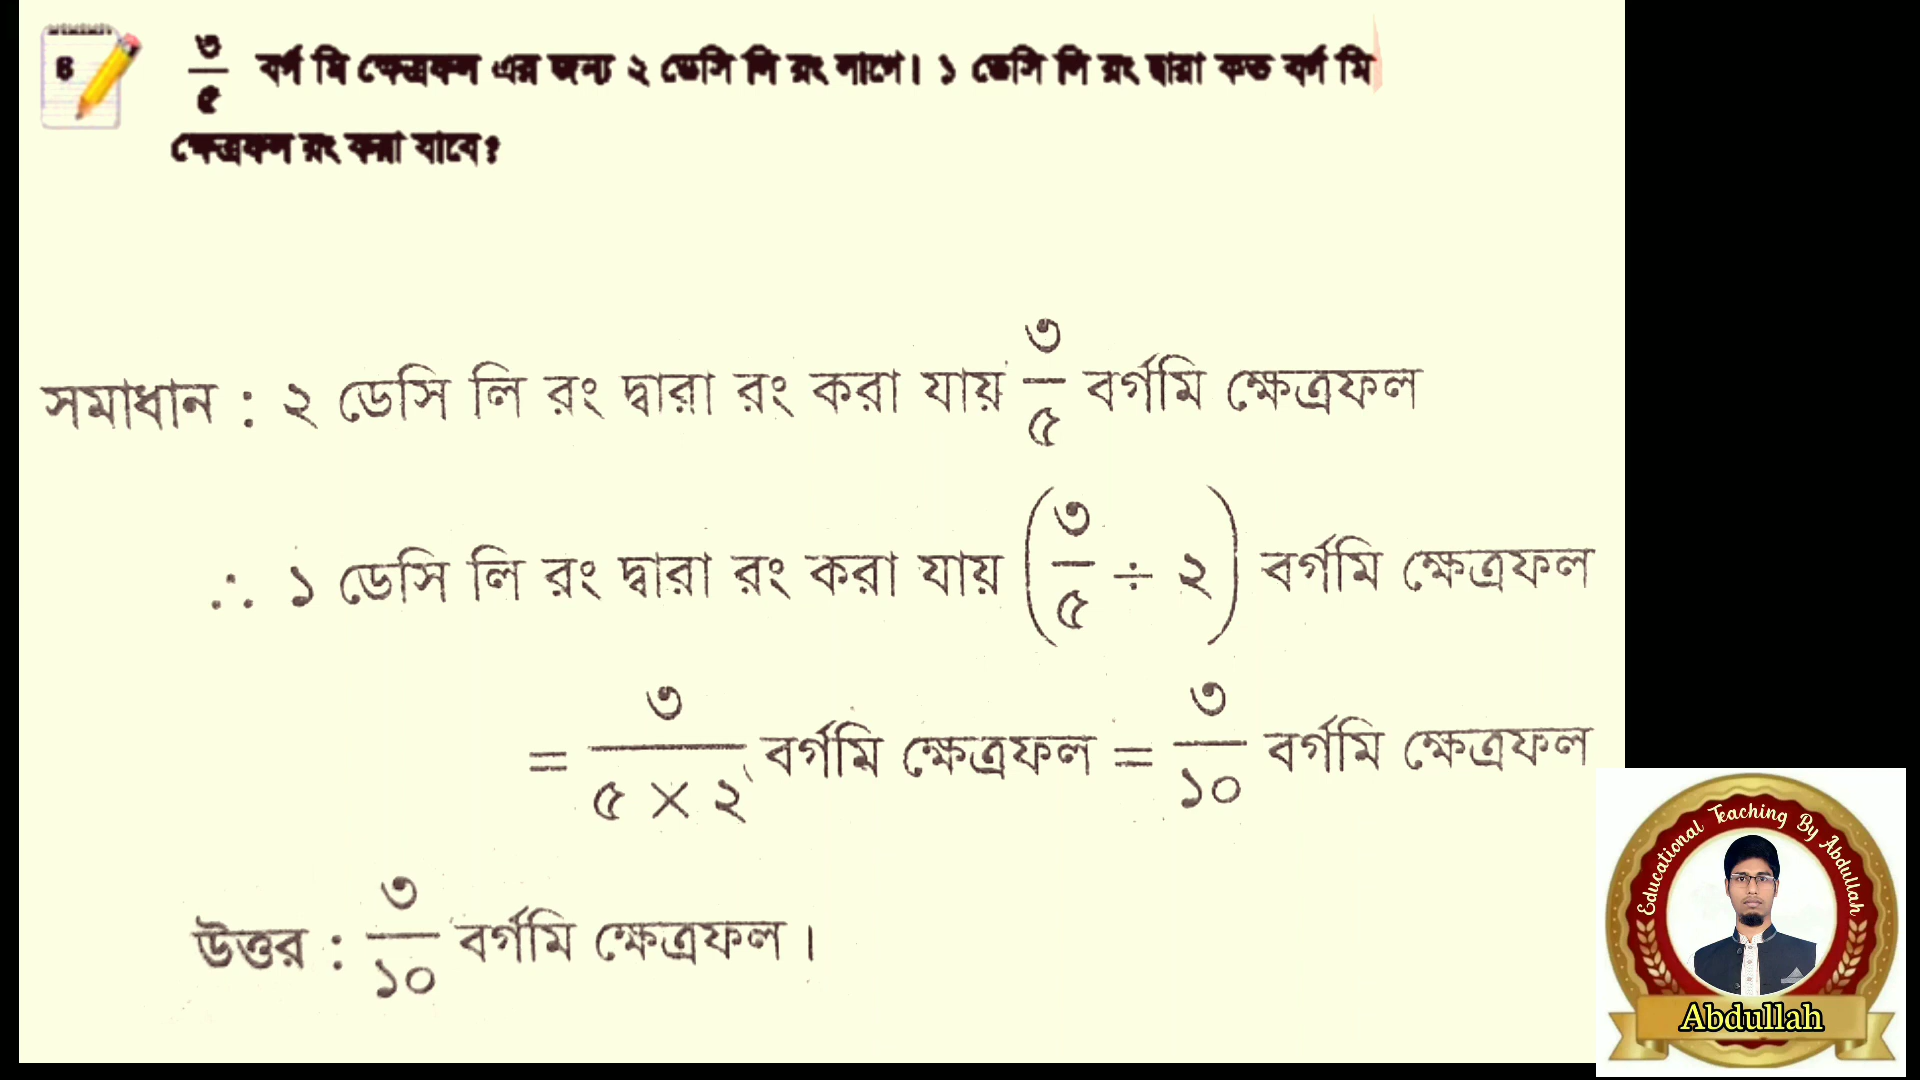 ৪ ৩/৫ বর্গ মি ক্ষেত্রফল এর জন্য ২ ডেসি লি রং লাগে। ১ ডেসি লি রং দ্বারা কত বর্গ মি
ক্ষেত্রফল রং করা যাবে?
সমাধান : ২ ডেসি লি রং দ্বারা রং করা যায় ৩/৫ বর্গমি ক্ষেত্রফল
∴ ১ ডেসি লি রং দ্বারা রং করা যায় (৩/৫ ÷ ২) বর্গমি ক্ষেত্রফল
= ৩/৫ × ২ বর্গমি ক্ষেত্রফল = ৩/১০ বর্গমি ক্ষেত্রফল
উত্তর : ৩/১০ বর্গমি ক্ষেত্রফল।
Educational Teaching By Abdullah
Abdullah